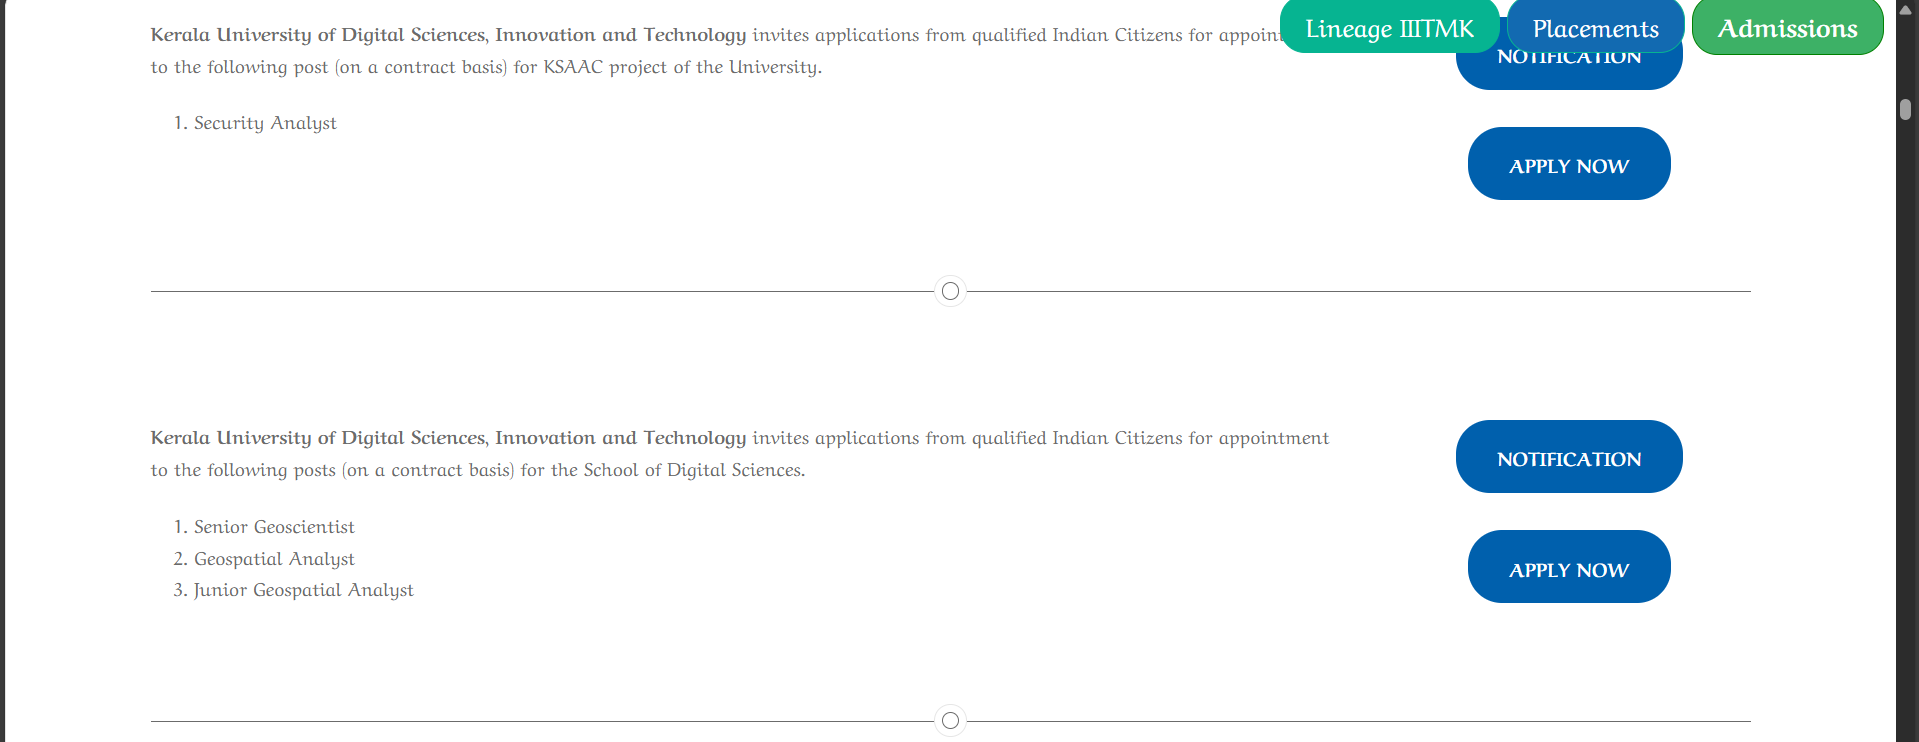 Lineage IIITMK Placements Admissions
Kerala University of Digital Sciences, Innovation and Technology invites applications from qualified Indian Citizens for appoin
to the following post (on a contract basis) for KSAAC project of the University.
NOTIFICATION
1. Security Analyst
APPLY NOW
Kerala University of Digital Sciences, Innovation and Technology invites applications from qualified Indian Citizens for appointment
to the following posts (on a contract basis) for the School of Digital Sciences.
NOTIFICATION
1. Senior Geoscientist
2. Geospatial Analyst
3. Junior Geospatial Analyst
APPLY NOW